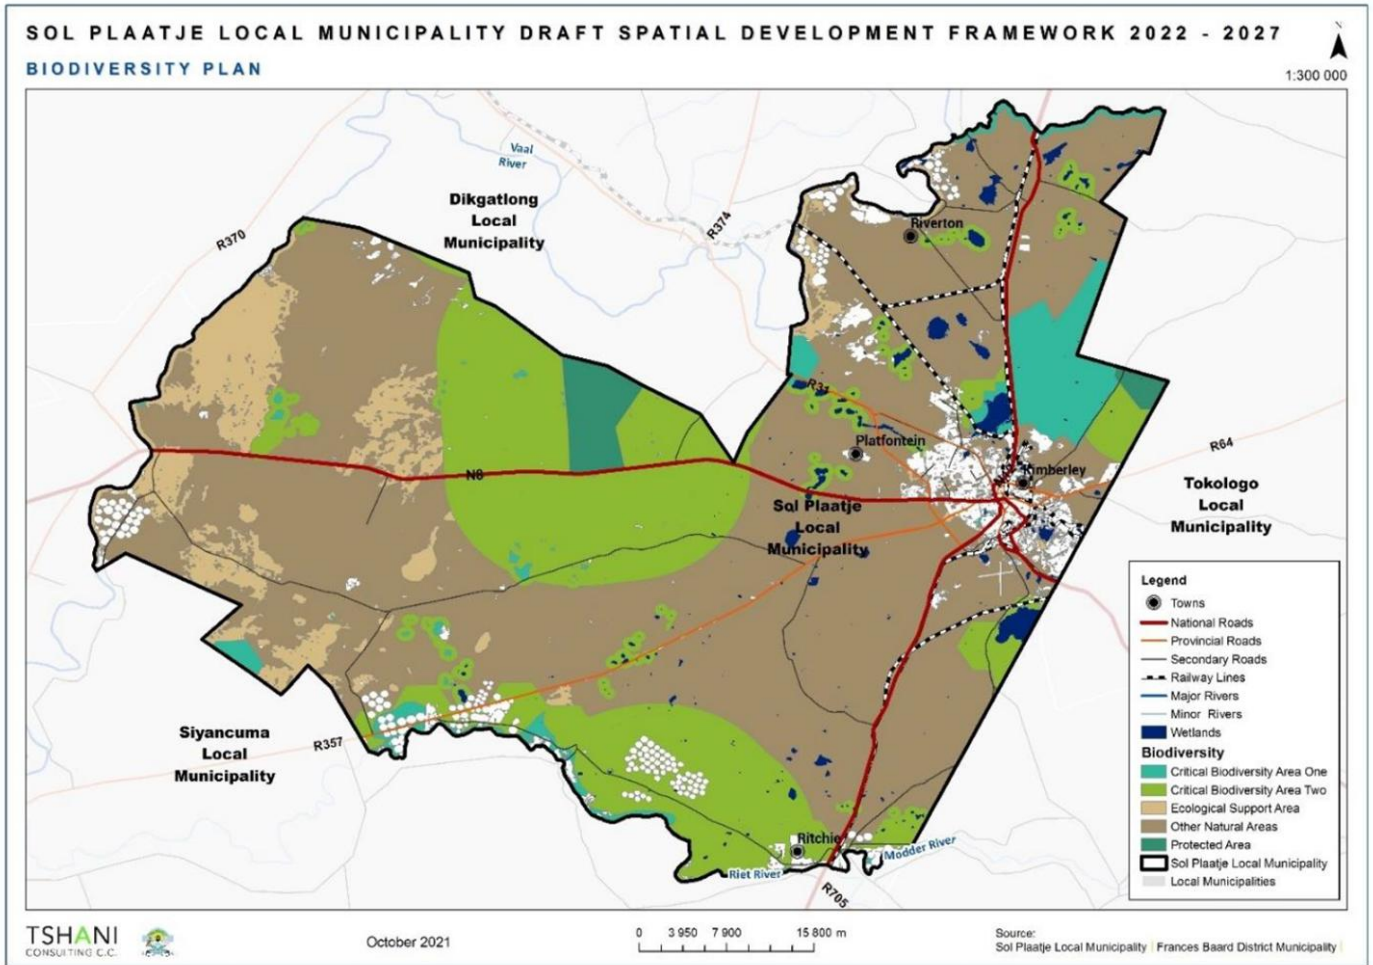 SOL PLAATJE LOCAL MUNICIPALITY DRAFT SPATIAL DEVELOPMENT FRAMEWORK 2022 - 2027
BIODIVERSITY PLAN
N
1:300 000
Vaal
River
Dikgatlong
Local
Municipality
R370
R374
Riverton
R31
Platfontein
Kimberley
R64
N8
Tokologo
Local
Municipality
Sol Plaatje
Local
Municipality
Siyancuma
Local
Municipality
R357
Ritchie
Riet River
Modder River
R705
Legend
Towns
National Roads
Provincial Roads
Secondary Roads
Railway Lines
Major Rivers
Minor Rivers
Wetlands
Biodiversity
Critical Biodiversity Area One
Critical Biodiversity Area Two
Ecological Support Area
Other Natural Areas
Protected Area
Sol Plaatje Local Municipality
Local Municipalities
TSHANI
CONSULTING C.C.
October 2021
0 3 950 7 900 15 800 m
Source:
Sol Plaatje Local Municipality | Frances Baard District Municipality |